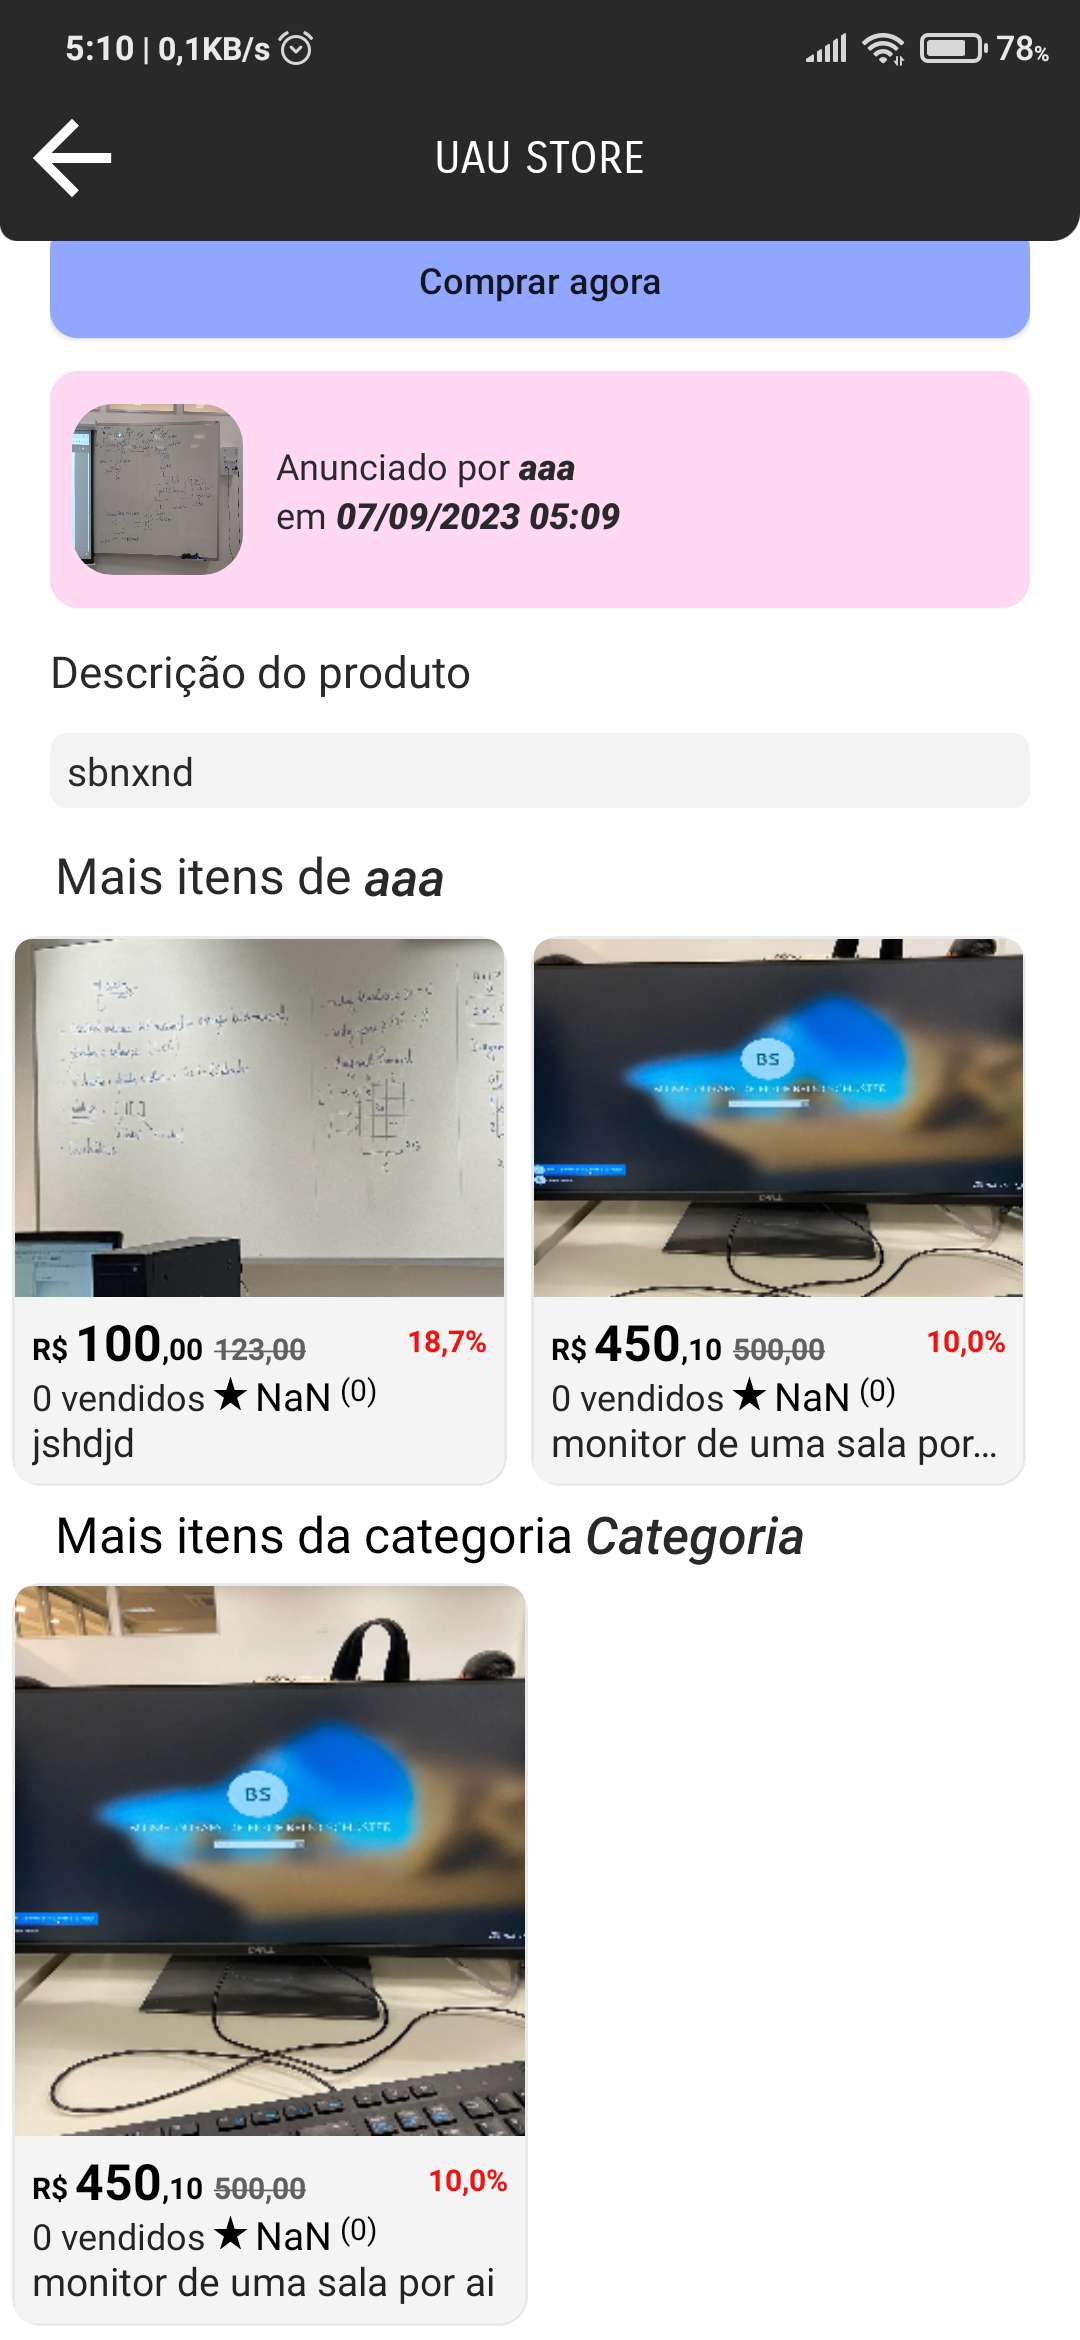 5:10 | 0,1KB/s
78%
UAU STORE
Comprar agora
Anunciado por aaa
em 07/09/2023 05:09
Descrição do produto
sbnxnd
Mais itens de aaa
BS
DELL
R$ 100,00 123,00 18,7%
0 vendidos ★ NaN (0)
jshdjd
R$ 450,10 500,00 10,0%
0 vendidos ★ NaN (0)
monitor de uma sala por...
Mais itens da categoria Categoria
BS
DELL
R$ 450,10 500,00 10,0%
0 vendidos ★ NaN (0)
monitor de uma sala por ai